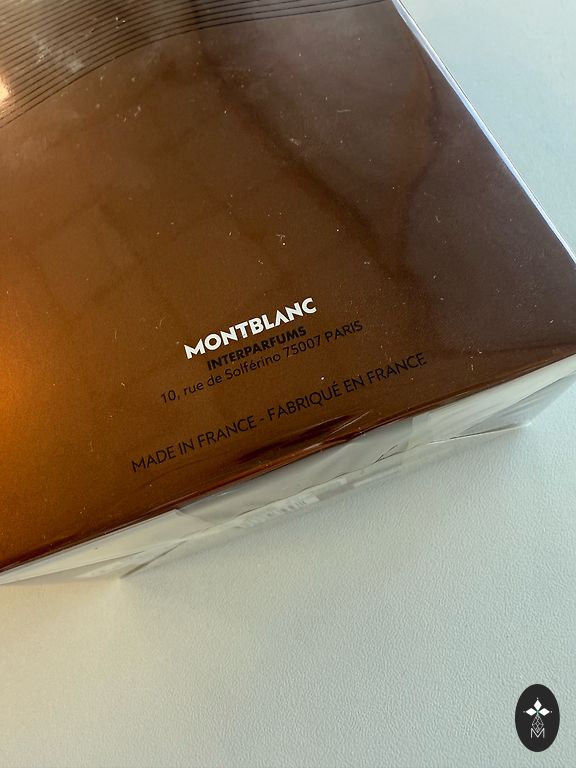 MONTBLANC
INTERPARFUMS
10, rue de Solférino 75007 PARIS
MADE IN FRANCE - FABRIQUÉ EN FRANCE
M